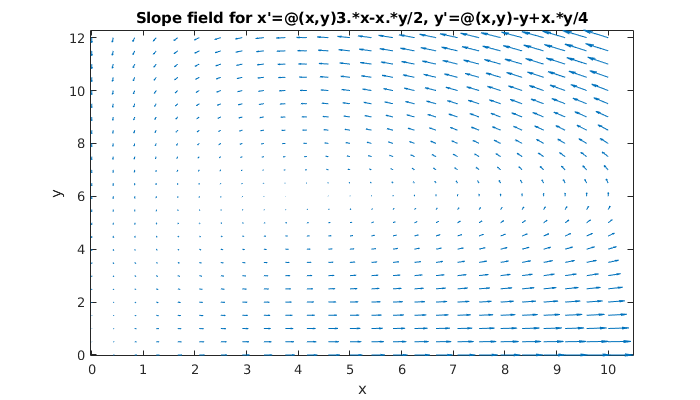 Slope field for x'=@(x,y)3.*x-x.*y/2, y'=@(x,y)-y+x.*y/4
12
10
8
6
4
2
0
y
0 1 2 3 4 5 6 7 8 9 10
x